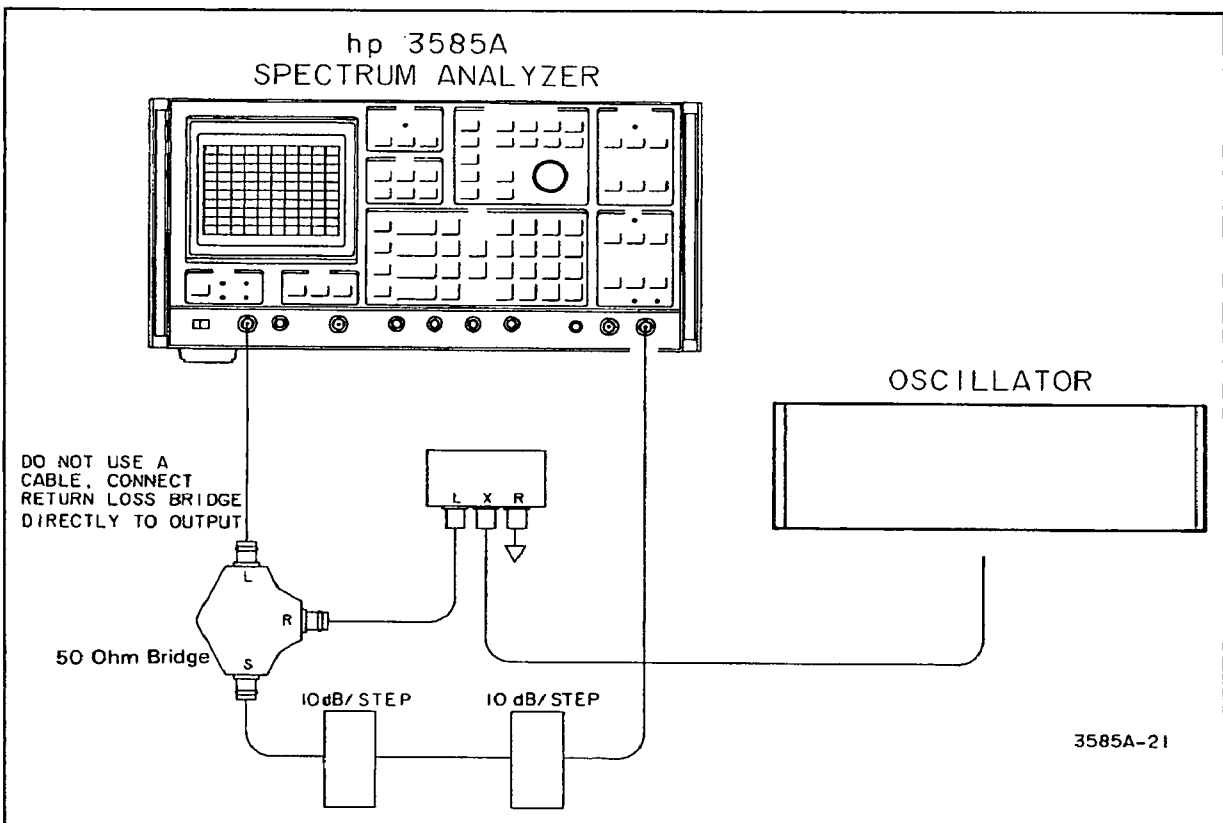 hp 3585A
SPECTRUM ANALYZER
OSCILLATOR
DO NOT USE A
CABLE, CONNECT
RETURN LOSS BRIDGE
DIRECTLY TO OUTPUT
L X R
L
R
50 Ohm Bridge
S
10dB/STEP
10 dB/STEP
3585A-21